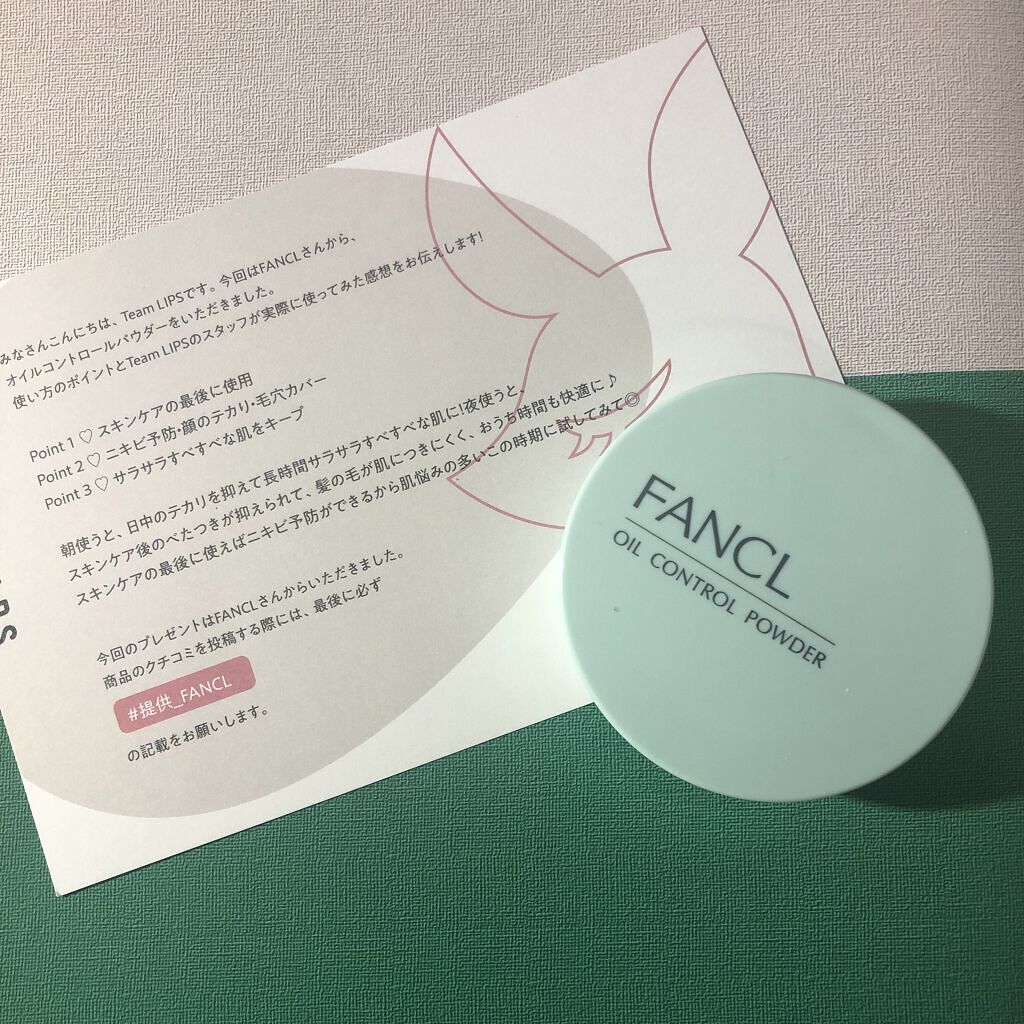 みなさんこんにちは、Team LIPSです。今回はFANCLさんから、
オイルコントロールパウダーをいただきました。
使い方のポイントとTeam LIPSのスタッフが実際に使ってみた感想をお伝えします!
Point 1 ♡ スキンケアの最後に使用
Point 2 ♡ ニキビ予防・顔のテカリ・毛穴カバー
Point 3 ♡ サラサラすべすべな肌をキープ
朝使うと、日中のテカリを抑えて長時間サラサラすべすべな肌に!夜使うと、
スキンケア後のべたつきが抑えられて、髪の毛が肌につきにくく、おうち時間も快適に♪
スキンケアの最後に使えばニキビ予防ができるから肌悩みの多いこの時期に試してみて◎
今回のプレゼントはFANCLさんからいただきました。
商品のクチコミを投稿する際には、最後に必ず
#提供_FANCL
の記載をお願いします。
FANCL
OIL CONTROL POWDER